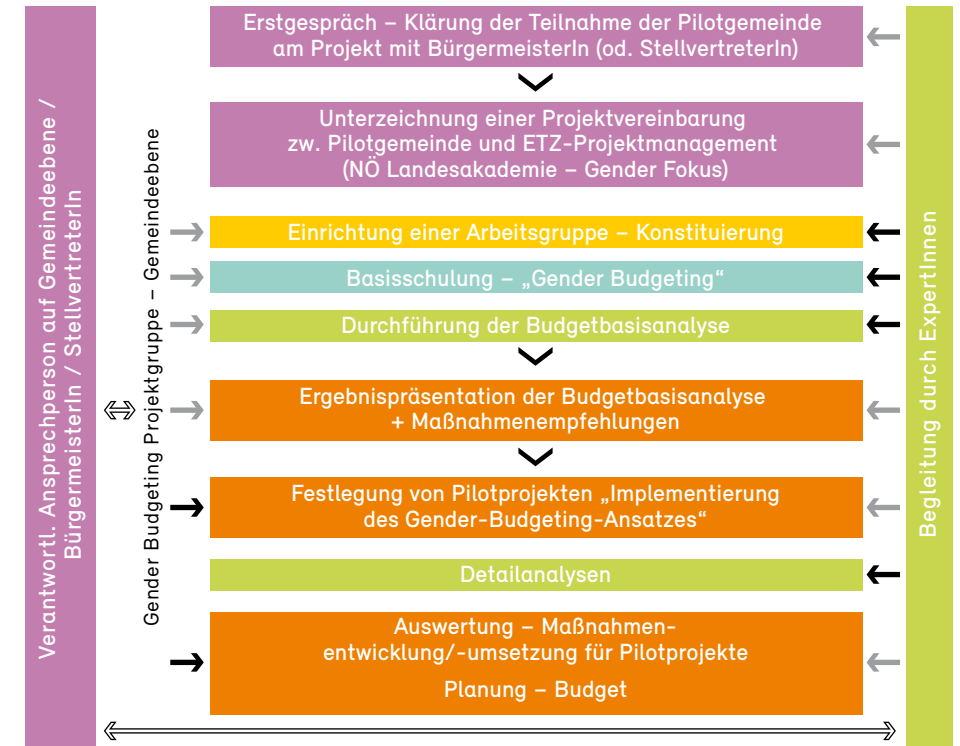 Verantwortl. Ansprechperson auf Gemeindeebene /
BürgermeisterIn / StellvertreterIn
Gender Budgeting Projektgruppe – Gemeindeebene
Erstgespräch – Klärung der Teilnahme der Pilotgemeinde
am Projekt mit BürgermeisterIn (od. StellvertreterIn)
Unterzeichnung einer Projektvereinbarung
zw. Pilotgemeinde und ETZ-Projektmanagement
(NÖ Landesakademie – Gender Fokus)
Einrichtung einer Arbeitsgruppe – Konstituierung
Basisschulung – „Gender Budgeting“
Durchführung der Budgetbasisanalyse
Ergebnispräsentation der Budgetbasisanalyse
+ Maßnahmenempfehlungen
Festlegung von Pilotprojekten „Implementierung
des Gender-Budgeting-Ansatzes“
Detailanalysen
Auswertung – Maßnahmen-
entwicklung/-umsetzung für Pilotprojekte
Planung – Budget
Begleitung durch ExpertInnen